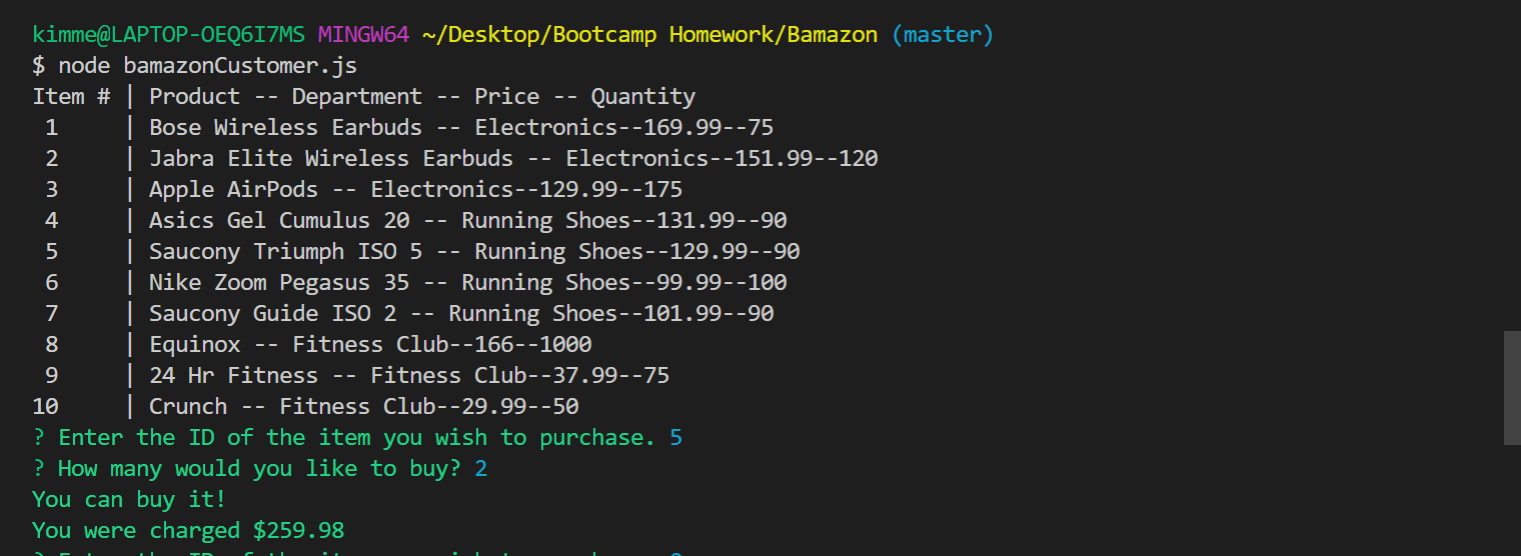 kimme@LAPTOP-OEQ6I7MS MINGW64 ~/Desktop/Bootcamp Homework/Bamazon (master)
$ node bamazonCustomer.js
Item # | Product -- Department -- Price -- Quantity
 1     | Bose Wireless Earbuds -- Electronics--169.99--75
 2     | Jabra Elite Wireless Earbuds -- Electronics--151.99--120
 3     | Apple AirPods -- Electronics--129.99--175
 4     | Asics Gel Cumulus 20 -- Running Shoes--131.99--90
 5     | Saucony Triumph ISO 5 -- Running Shoes--129.99--90
 6     | Nike Zoom Pegasus 35 -- Running Shoes--99.99--100
 7     | Saucony Guide ISO 2 -- Running Shoes--101.99--90
 8     | Equinox -- Fitness Club--166--1000
 9     | 24 Hr Fitness -- Fitness Club--37.99--75
10     | Crunch -- Fitness Club--29.99--50
? Enter the ID of the item you wish to purchase. 5
? How many would you like to buy? 2
You can buy it!
You were charged $259.98